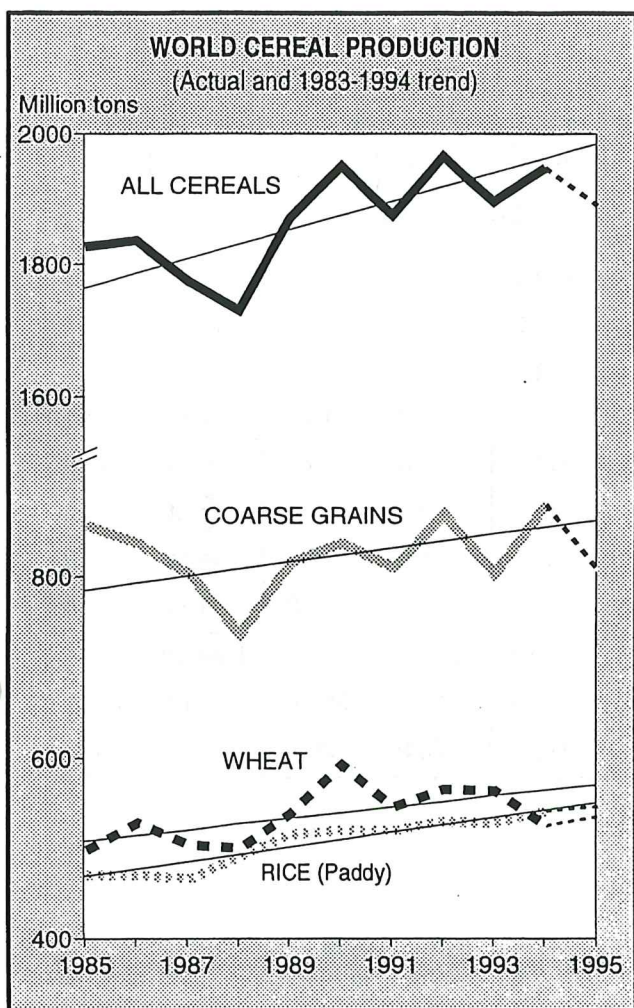 WORLD CEREAL PRODUCTION
(Actual and 1983-1994 trend)
Million tons
2000
ALL CEREALS
1800
1600
COARSE GRAINS
800
WHEAT
600
RICE (Paddy)
400
1985 1987 1989 1991 1993 1995